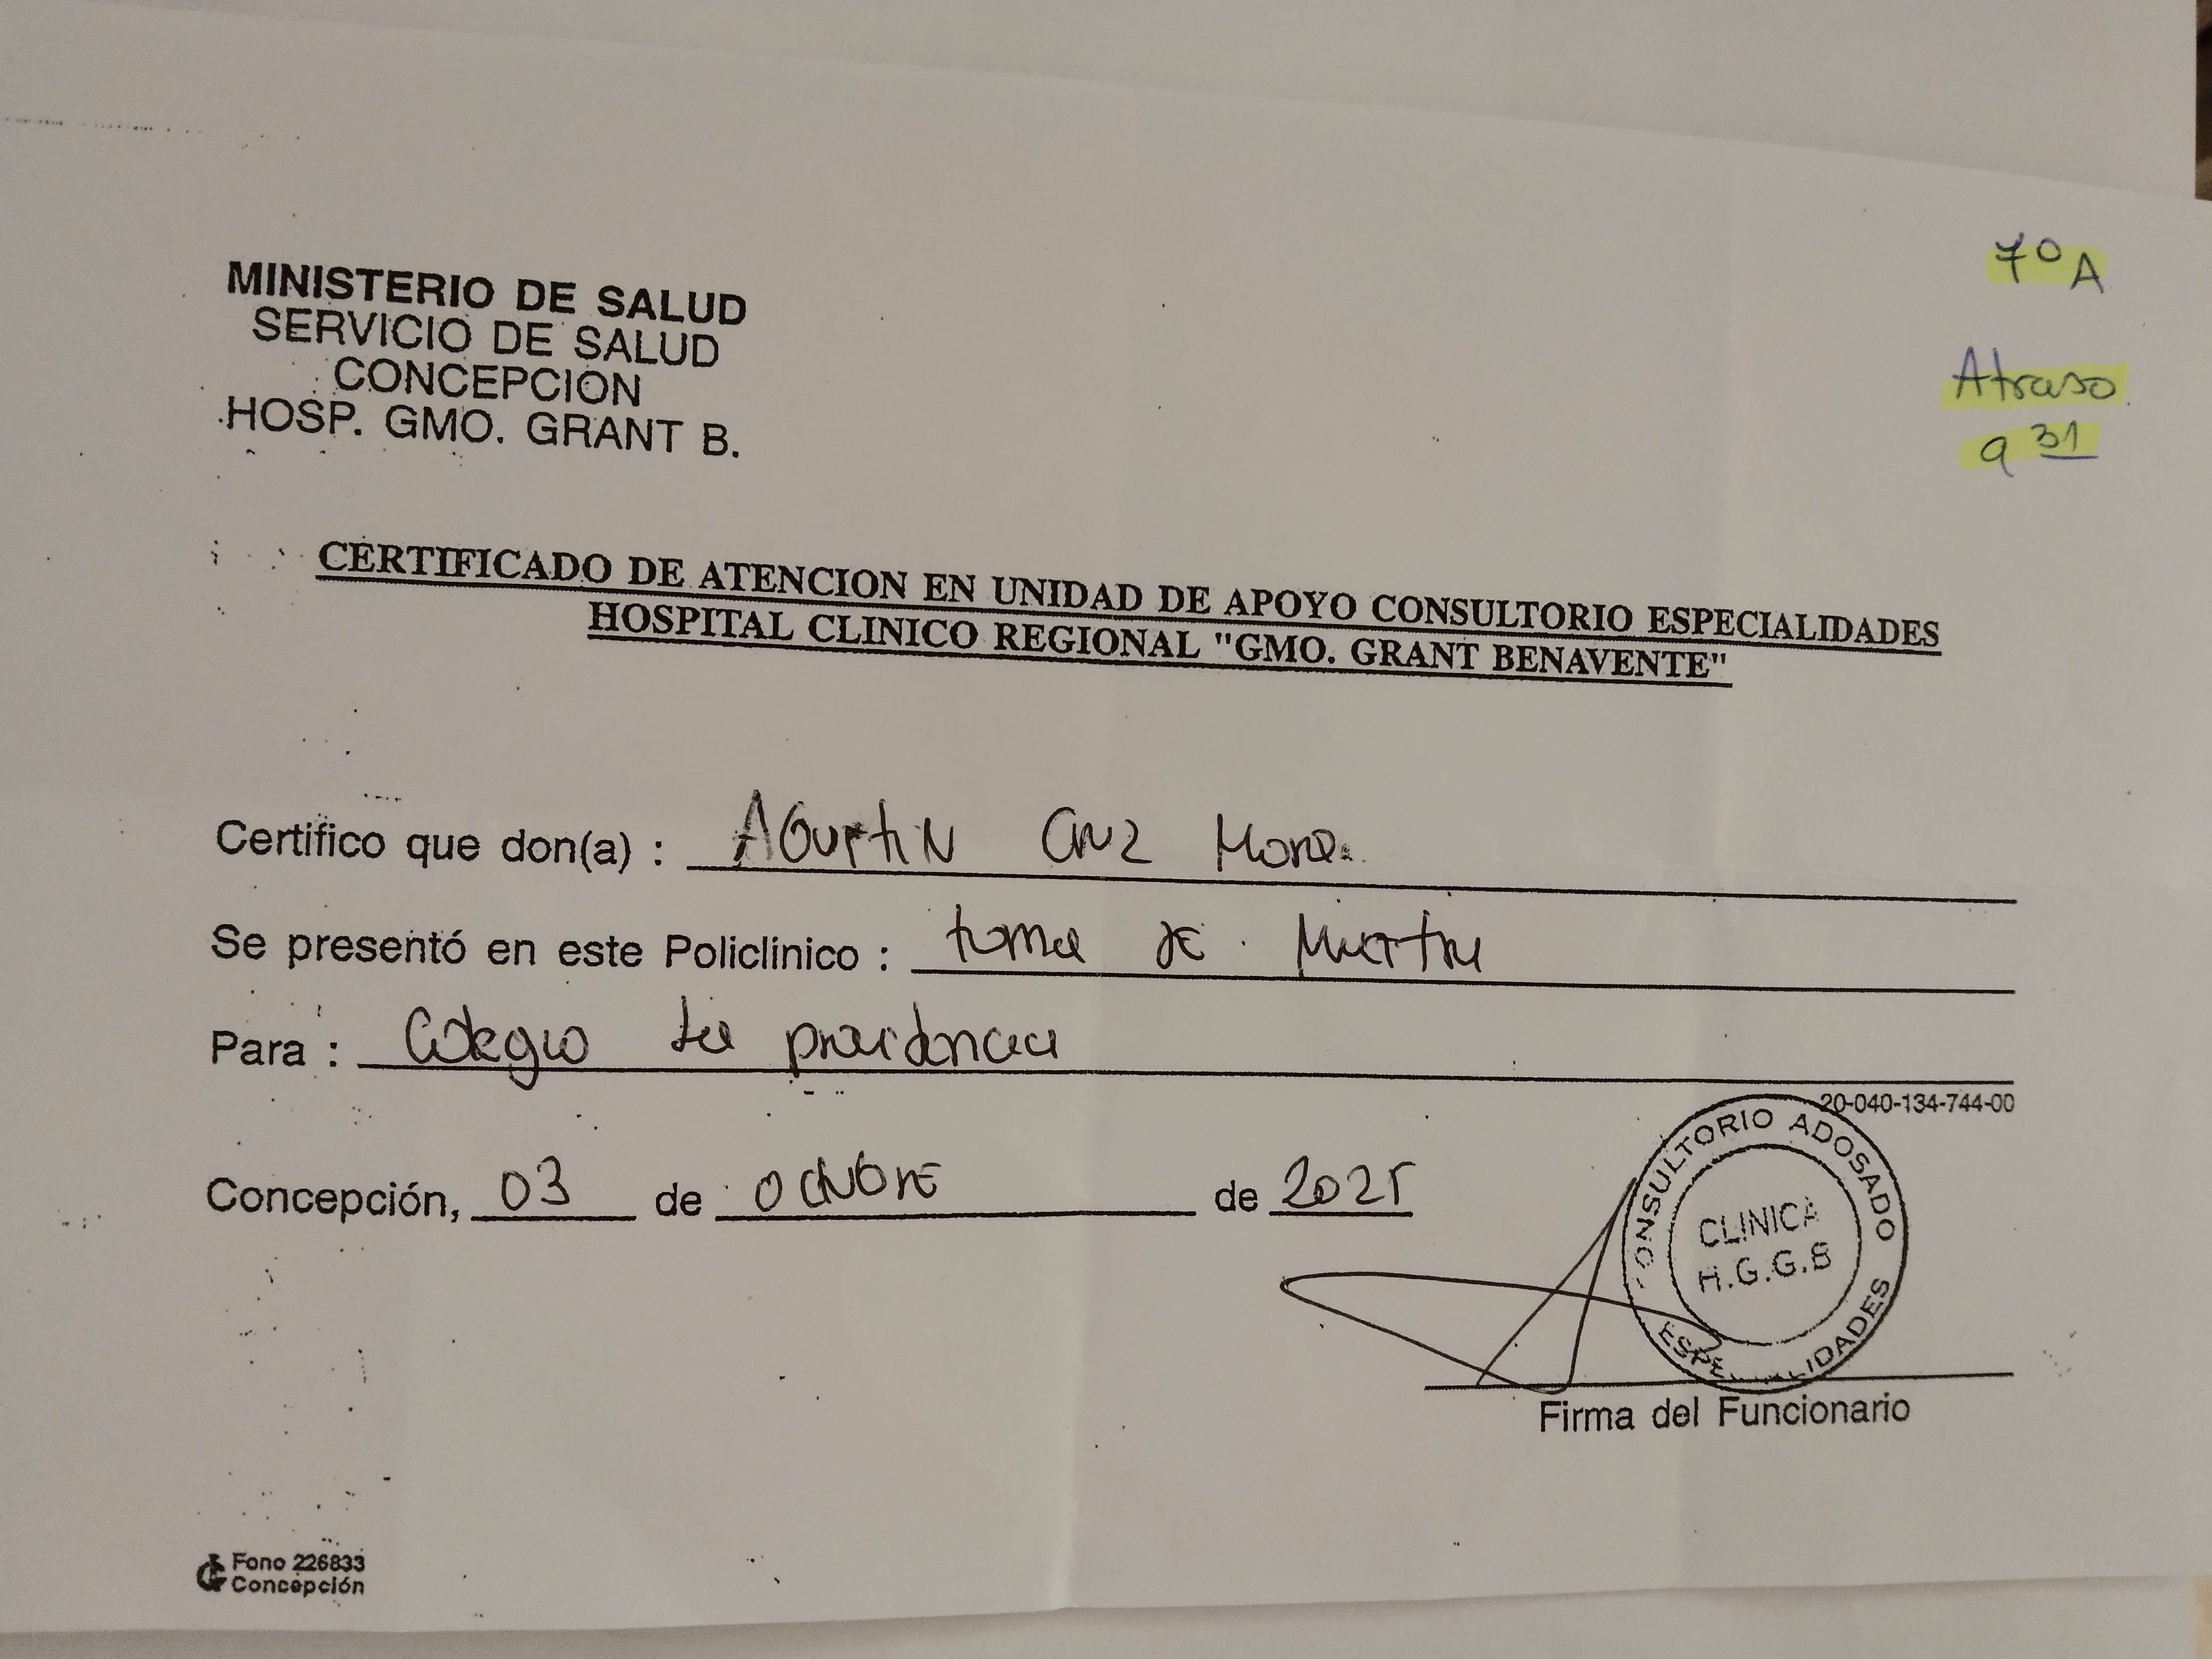 7° A
Atraso
9 31
MINISTERIO DE SALUD
SERVICIO DE SALUD
CONCEPCION
HOSP. GMO. GRANT B.
CERTIFICADO DE ATENCION EN UNIDAD DE APOYO CONSULTORIO ESPECIALIDADES
HOSPITAL CLINICO REGIONAL "GMO. GRANT BENAVENTE"
Certifico que don(a) : Agustin Cruz Mora
Se presentó en este Policlínico : toma de Muestra
Para : Colegio La providencia
20-040-134-744-00
Concepción, 03 de octubre de 2025
CONSULTORIO ADOSADO
CLINICA
H.G.G.B
ESPECIALIDADES
Firma del Funcionario
Fono 226833
Concepción